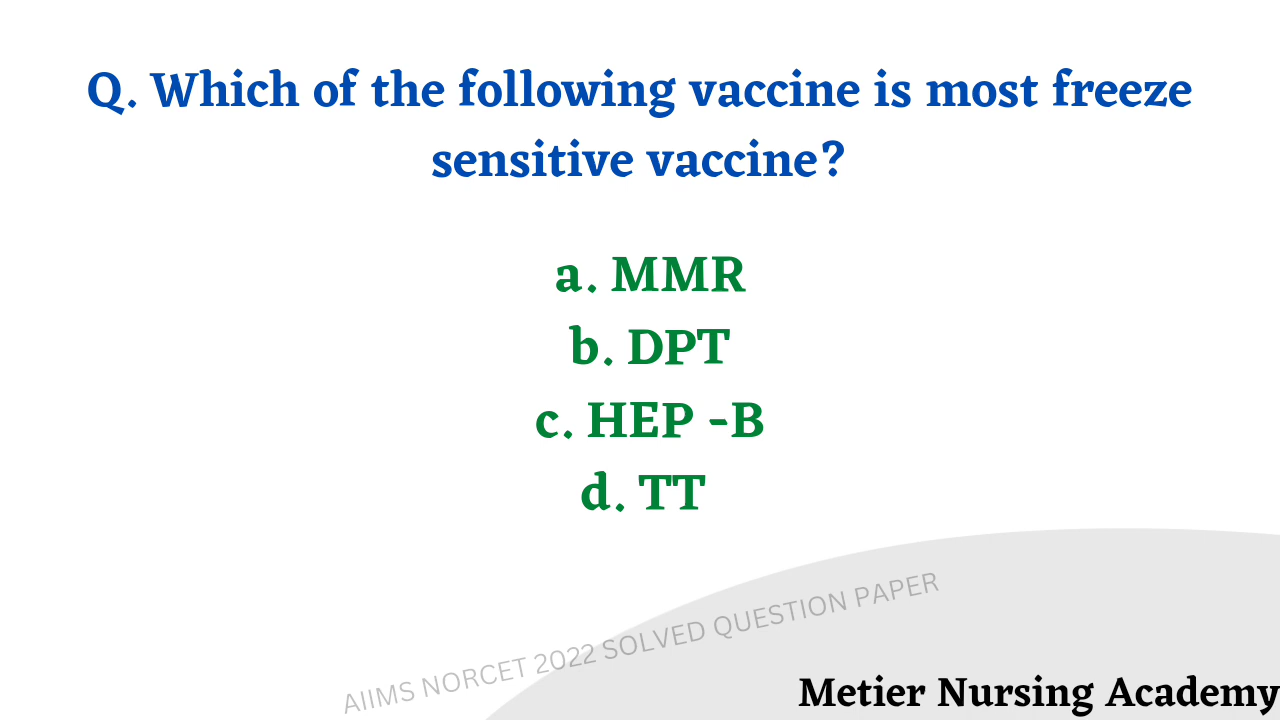 Q. Which of the following vaccine is most freeze
sensitive vaccine?
a. MMR
b. DPT
c. HEP -B
d. TT
AIIMS NORCET 2022 SOLVED QUESTION PAPER
Metier Nursing Academy